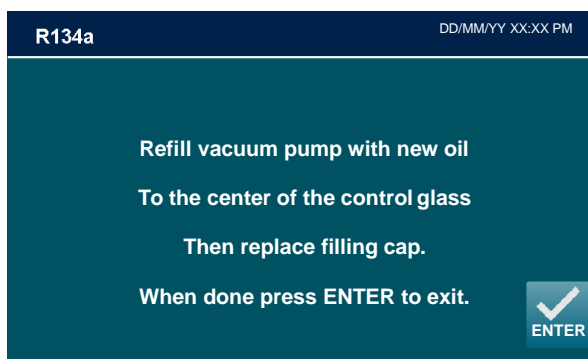 R134a
DD/MM/YY XX:XX PM
Refill vacuum pump with new oil
To the center of the control glass
Then replace filling cap.
When done press ENTER to exit.
ENTER